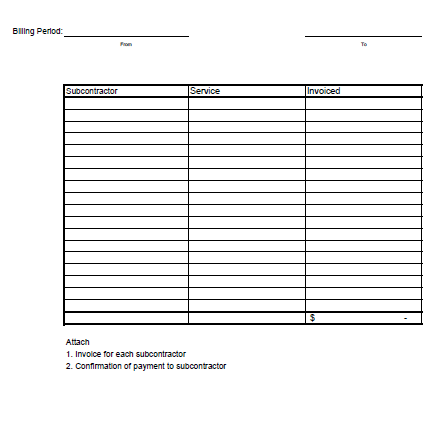 Billing Period:
From To
Subcontractor Service Invoiced
$ -
Attach
1. Invoice for each subcontractor
2. Confirmation of payment to subcontractor